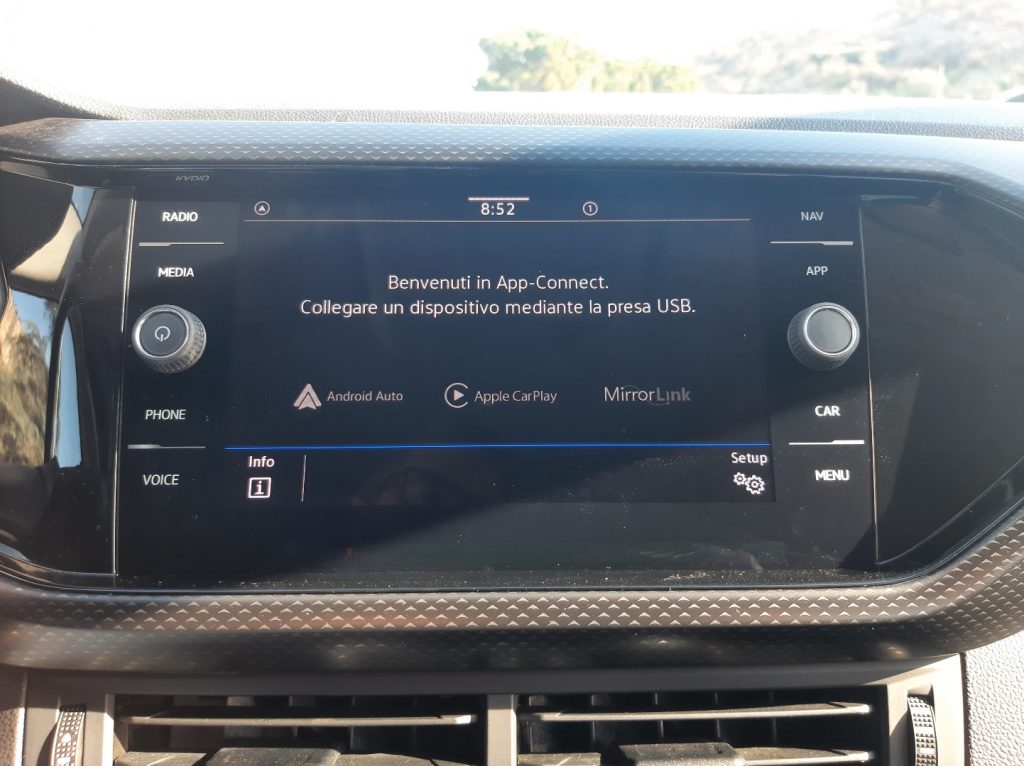 RADIO
MEDIA
PHONE
VOICE
8:52
1
Benvenuti in App-Connect.
Collegare un dispositivo mediante la presa USB.
Android Auto
Apple CarPlay
MirrorLink
Info
i
Setup
NAV
APP
CAR
MENU